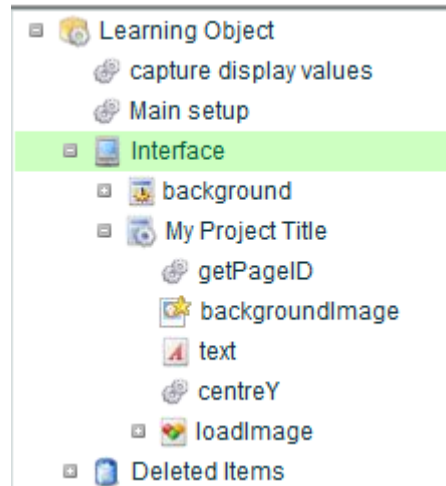 Learning Object
capture display values
Main setup
Interface
background
My Project Title
getPageID
backgroundImage
text
centreY
loadImage
Deleted Items